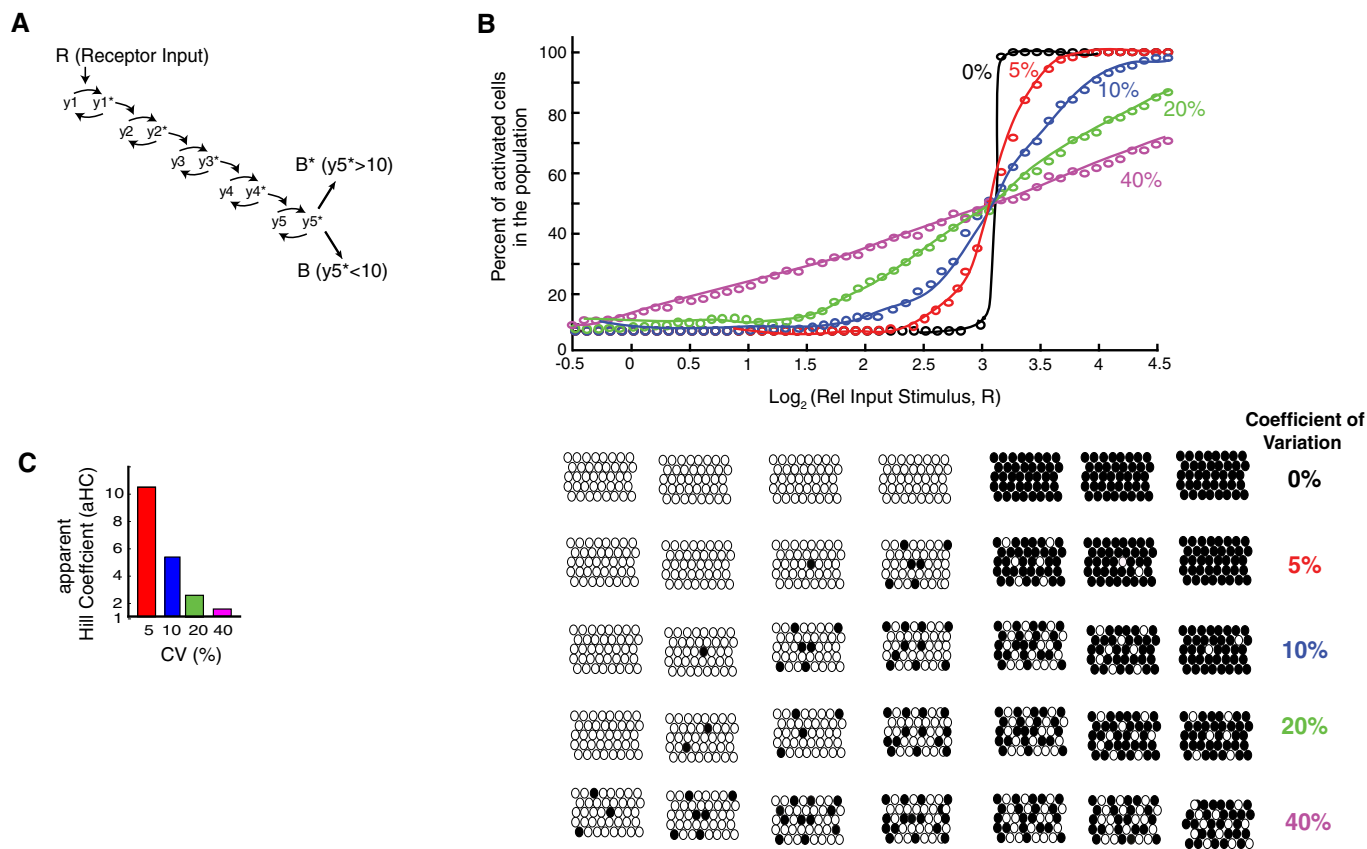 A
R (Receptor Input)
y1 y1*
y2 y2*
y3 y3*
y4 y4*
y5 y5*
B* (y5*>10)
B (y5*<10)
B
Percent of activated cells
in the population
100
80
60
40
20
0
0%
5%
10%
20%
40%
-0.5 0 0.5 1 1.5 2 2.5 3 3.5 4 4.5
Log2 (Rel Input Stimulus, R)
C
apparent
Hill Coefficient (aHC)
10
6
4
2
1
5 10 20 40
CV (%)
Coefficient of
Variation
0%
5%
10%
20%
40%